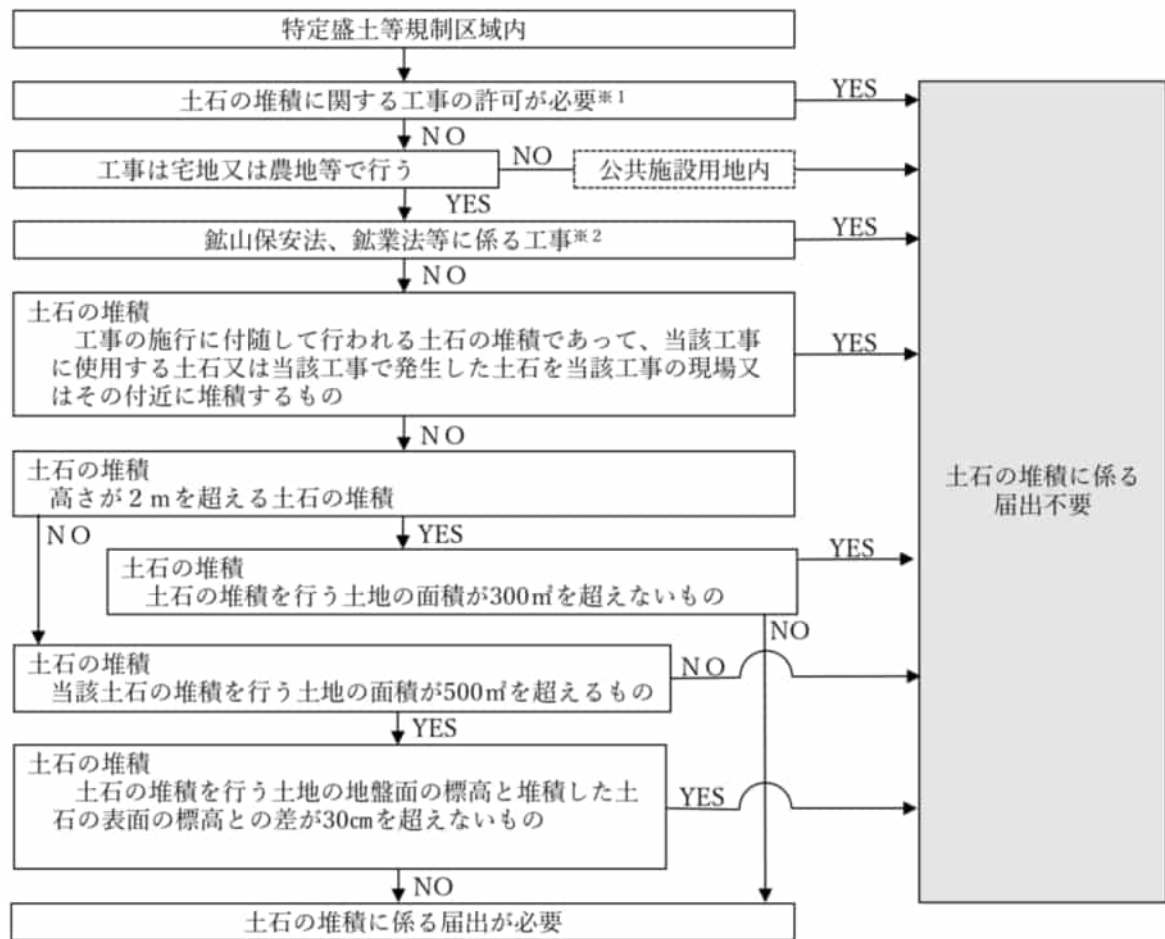 特定盛土等規制区域内
土石の堆積に関する工事の許可が必要※1
YES
NO
工事は宅地又は農地等で行う
NO
公共施設用地内
YES
鉱山保安法、鉱業法等に係る工事※2
YES
NO
土石の堆積
工事の施行に付随して行われる土石の堆積であって、当該工事
に使用する土石又は当該工事で発生した土石を当該工事の現場又
はその付近に堆積するもの
YES
NO
土石の堆積
高さが2mを超える土石の堆積
NO
YES
土石の堆積
土石の堆積を行う土地の面積が300㎡を超えないもの
YES
NO
土石の堆積
当該土石の堆積を行う土地の面積が500㎡を超えるもの
NO
YES
土石の堆積
土石の堆積を行う土地の地盤面の標高と堆積した土
石の表面の標高との差が30㎝を超えないもの
YES
NO
土石の堆積に係る届出が必要
土石の堆積に係る
届出不要